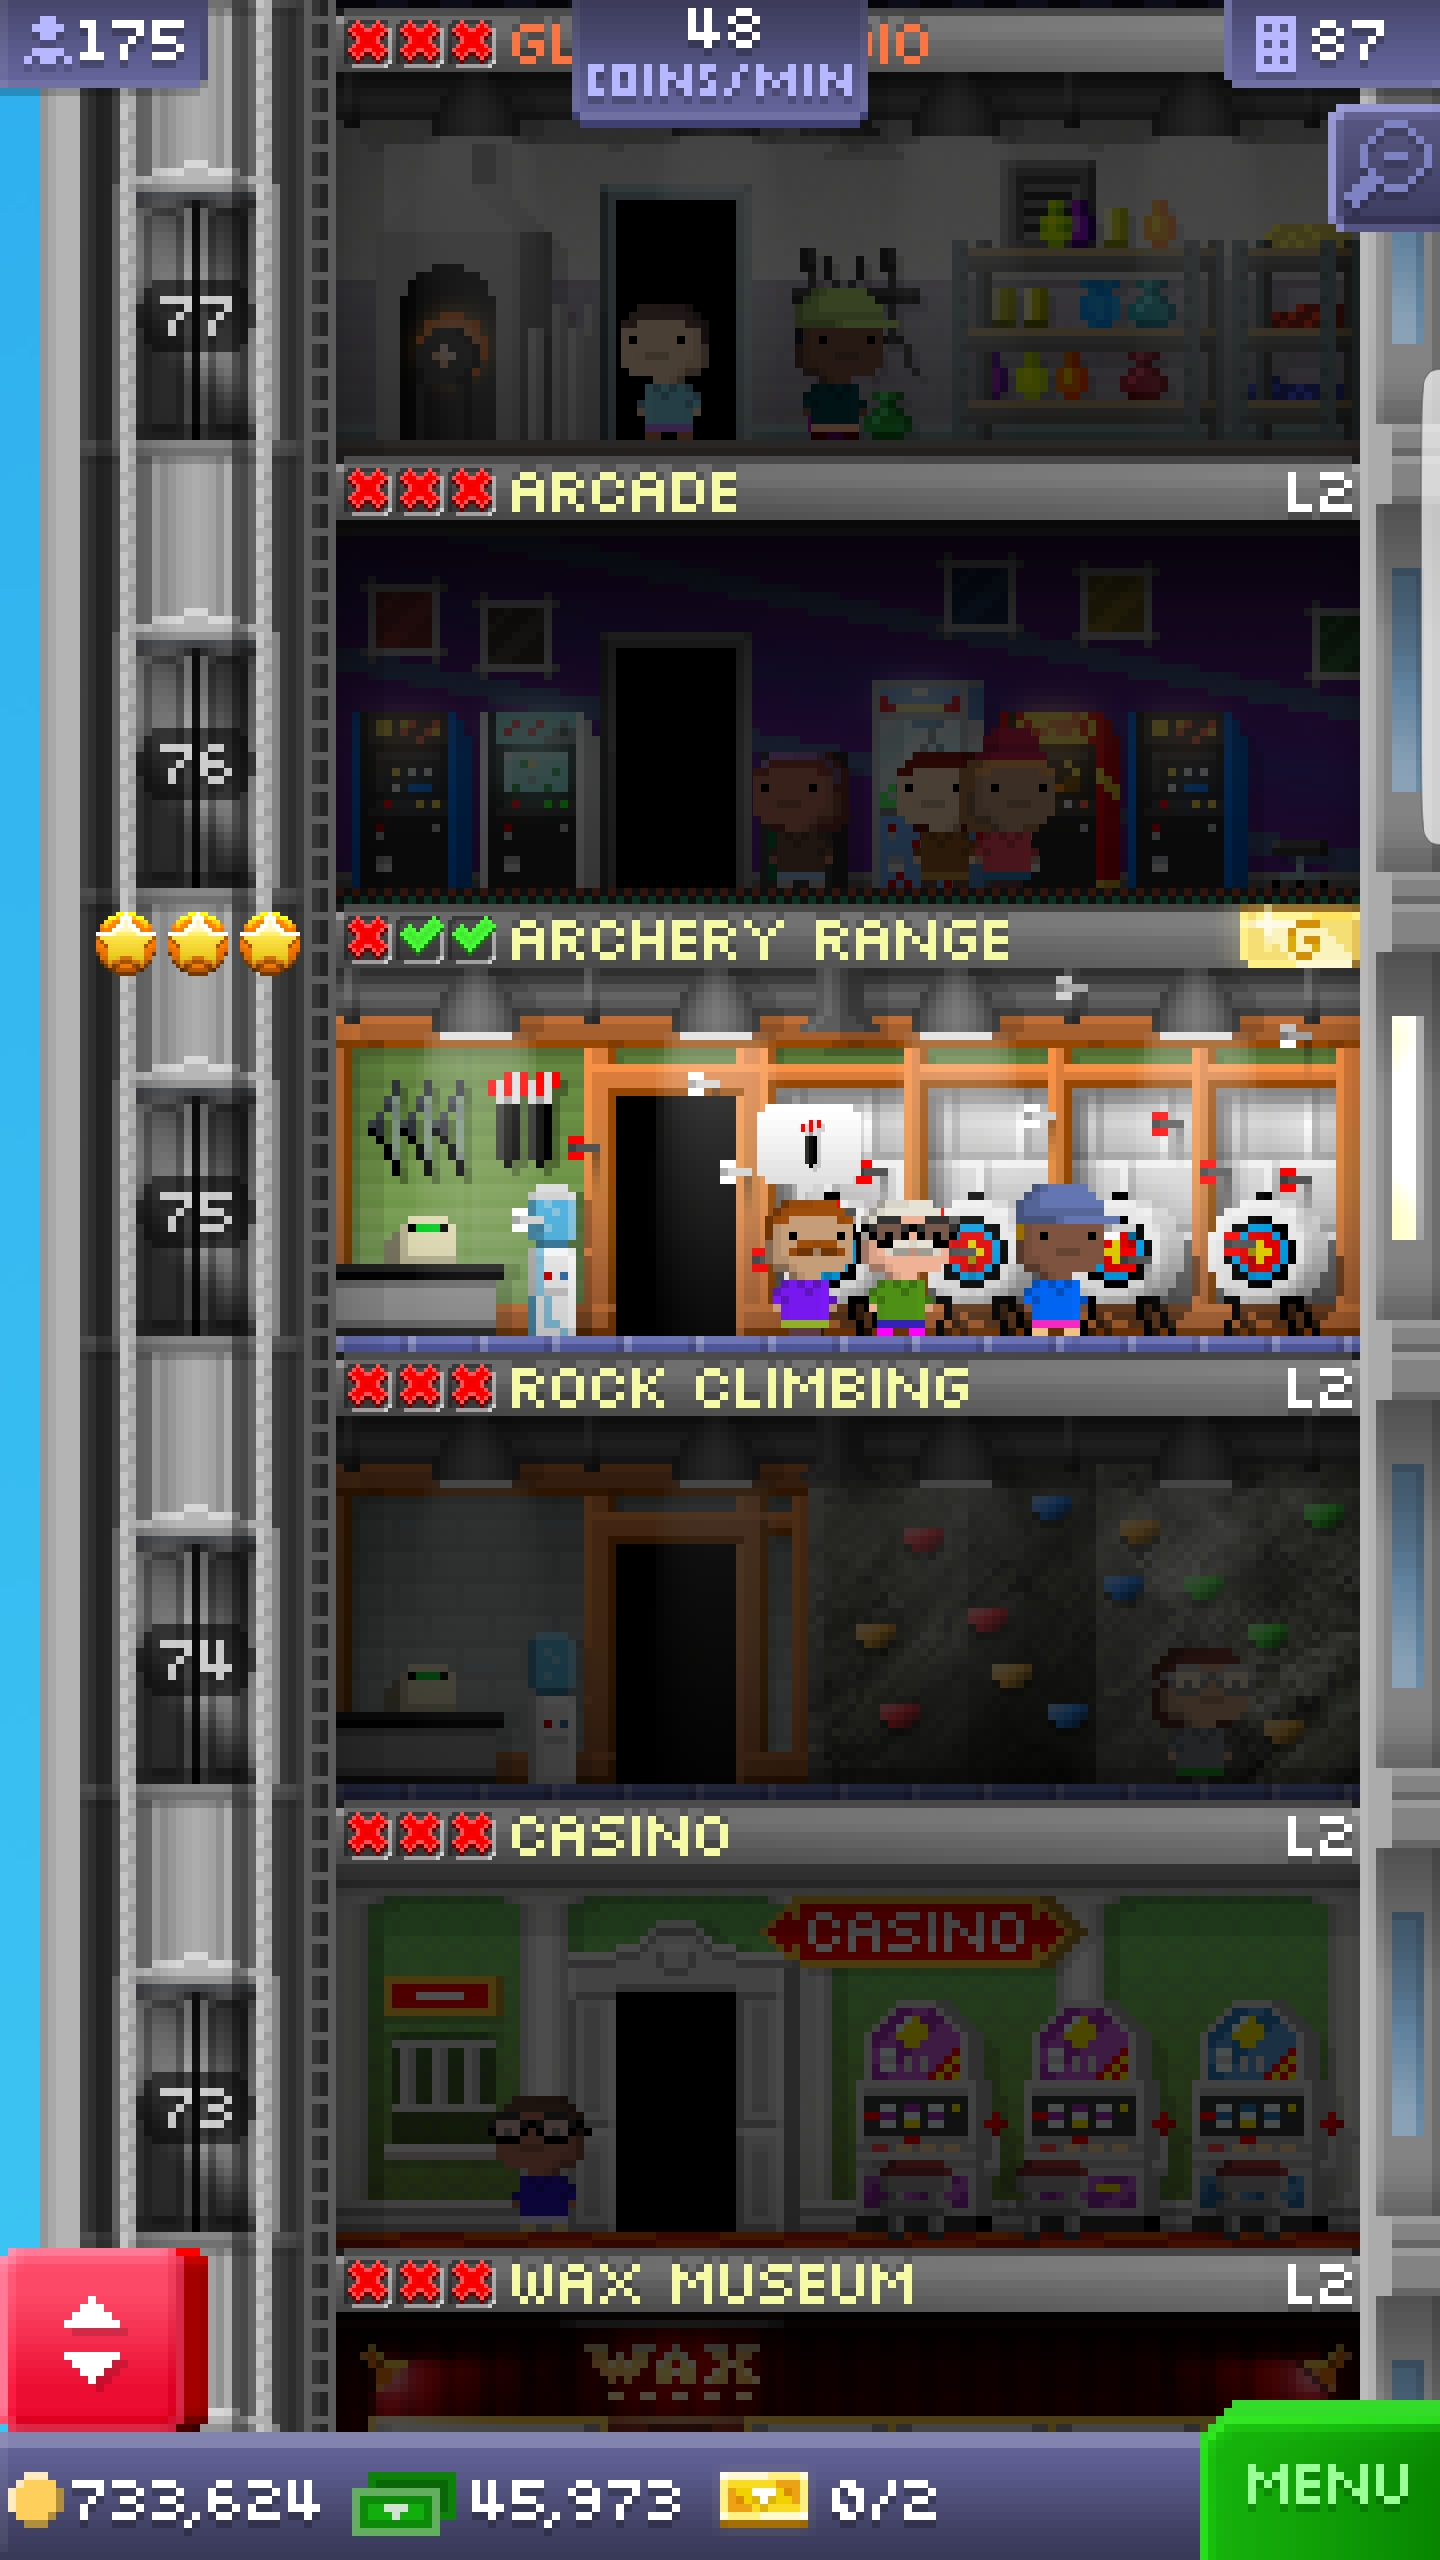 175
48
COINS/MIN
87
GL
IO
77
ARCADE
L2
76
ARCHERY RANGE
G
75
ROCK CLIMBING
L2
74
CASINO
L2
CASINO
73
WAX MUSEUM
L2
WAX
733,624
45,973
0/2
MENU